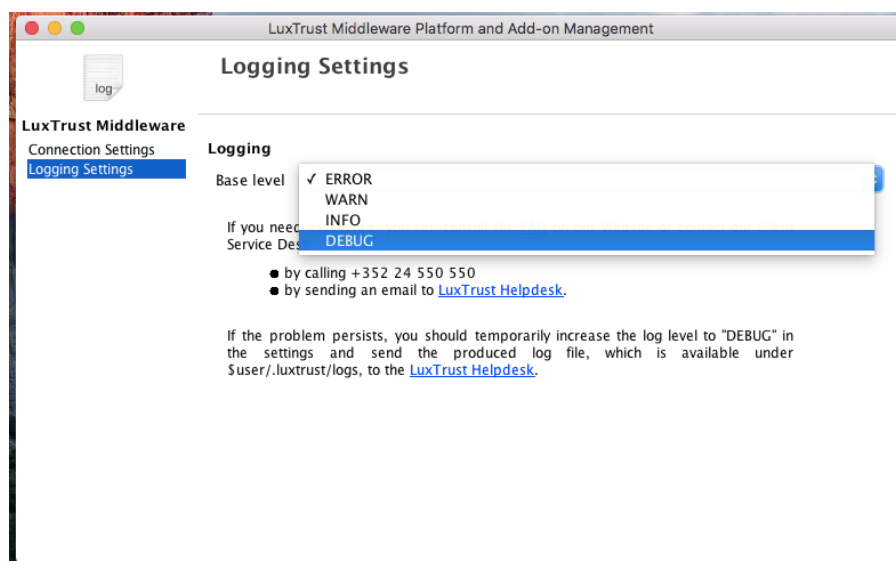 LuxTrust Middleware Platform and Add-on Management
log
Logging Settings
LuxTrust Middleware
Connection Settings
Logging Settings
Logging
Base level
✓ ERROR
WARN
INFO
DEBUG
If you need
Service Des
● by calling +352 24 550 550
● by sending an email to LuxTrust Helpdesk.
If the problem persists, you should temporarily increase the log level to "DEBUG" in
the settings and send the produced log file, which is available under
$user/.luxtrust/logs, to the LuxTrust Helpdesk.